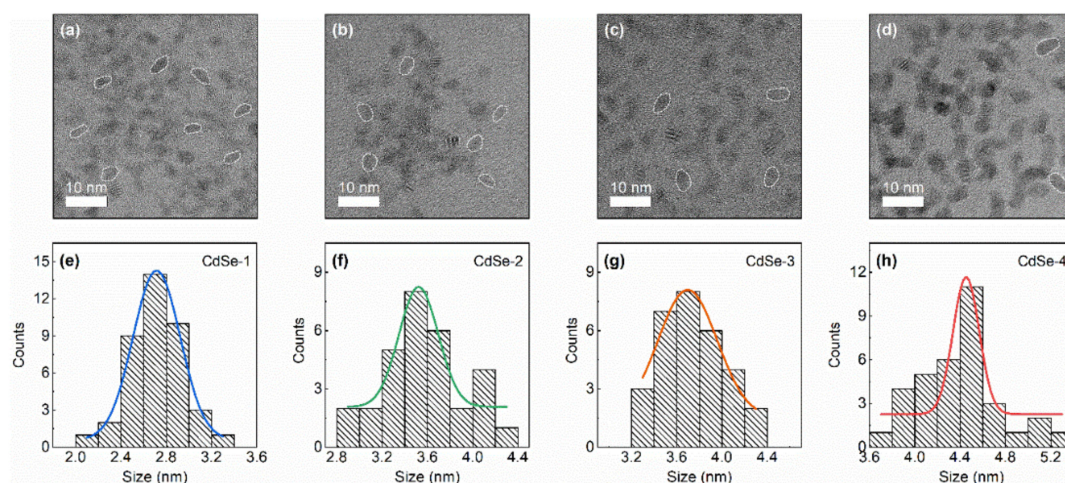 (a)
10 nm
(b)
10 nm
(c)
10 nm
(d)
10 nm
(e) CdSe-1
Counts
15
12
9
6
3
0
2.0 2.4 2.8 3.2 3.6
Size (nm)
(f) CdSe-2
Counts
9
6
3
0
2.8 3.2 3.6 4.0 4.4
Size (nm)
(g) CdSe-3
Counts
9
6
3
0
3.2 3.6 4.0 4.4
Size (nm)
(h) CdSe-4
Counts
12
9
6
3
0
3.6 4.0 4.4 4.8 5.2
Size (nm)